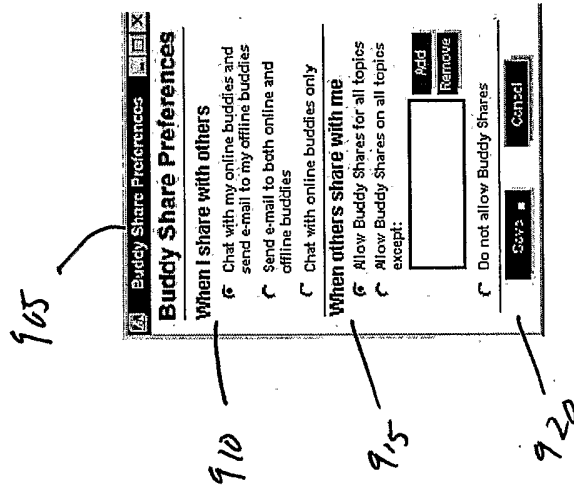 905
Buddy Share Preferences
Buddy Share Preferences
When I share with others
910
Chat with my online buddies and
send e-mail to my offline buddies
Send e-mail to both online and
offline buddies
Chat with online buddies only
When others share with me
915
Allow Buddy Shares for all topics
Allow Buddy Shares on all topics
except:
Add
Remove
Do not allow Buddy Shares
920
Save
Cancel